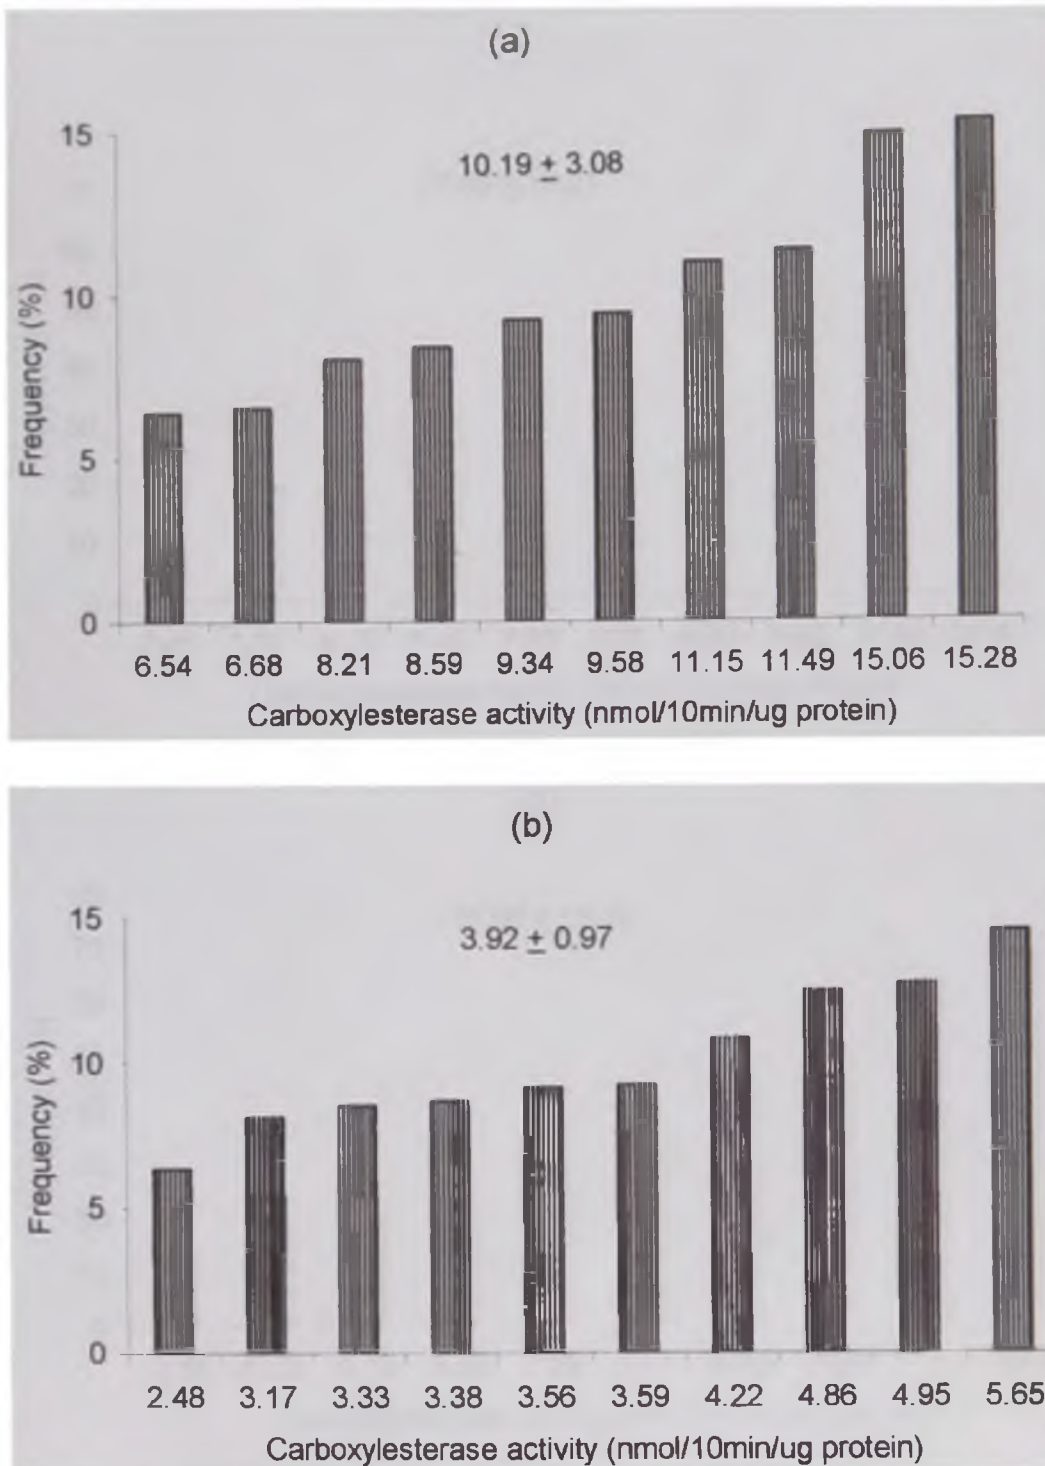 (a)
15
10.19 ± 3.08
10
5
0
Frequency (%)
6.54 6.68 8.21 8.59 9.34 9.58 11.15 11.49 15.06 15.28
Carboxylesterase activity (nmol/10min/ug protein)
(b)
15
3.92 ± 0.97
10
5
0
Frequency (%)
2.48 3.17 3.33 3.38 3.56 3.59 4.22 4.86 4.95 5.65
Carboxylesterase activity (nmol/10min/ug protein)